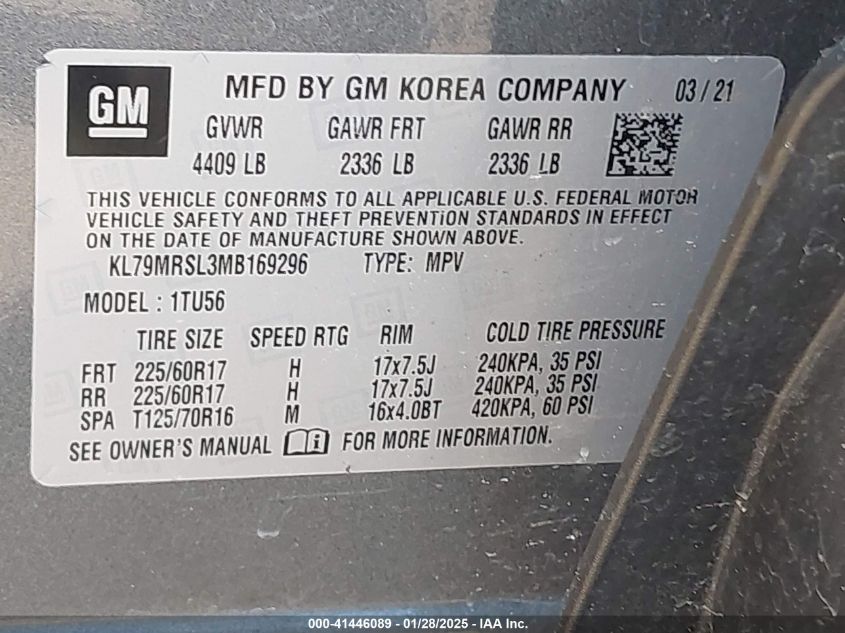 GM
MFD BY GM KOREA COMPANY 03/21
GVWR GAWR FRT GAWR RR
4409 LB 2336 LB 2336 LB
THIS VEHICLE CONFORMS TO ALL APPLICABLE U.S. FEDERAL MOTOR
VEHICLE SAFETY AND THEFT PREVENTION STANDARDS IN EFFECT
ON THE DATE OF MANUFACTURE SHOWN ABOVE.
KL79MRSL3MB169296 TYPE: MPV
MODEL : 1TU56
TIRE SIZE SPEED RTG RIM COLD TIRE PRESSURE
FRT 225/60R17 H 17x7.5J 240KPA, 35 PSI
RR 225/60R17 H 17x7.5J 240KPA, 35 PSI
SPA T125/70R16 M 16x4.0BT 420KPA, 60 PSI
SEE OWNER'S MANUAL i FOR MORE INFORMATION.
000-41446089 - 01/28/2025 - IAA Inc.